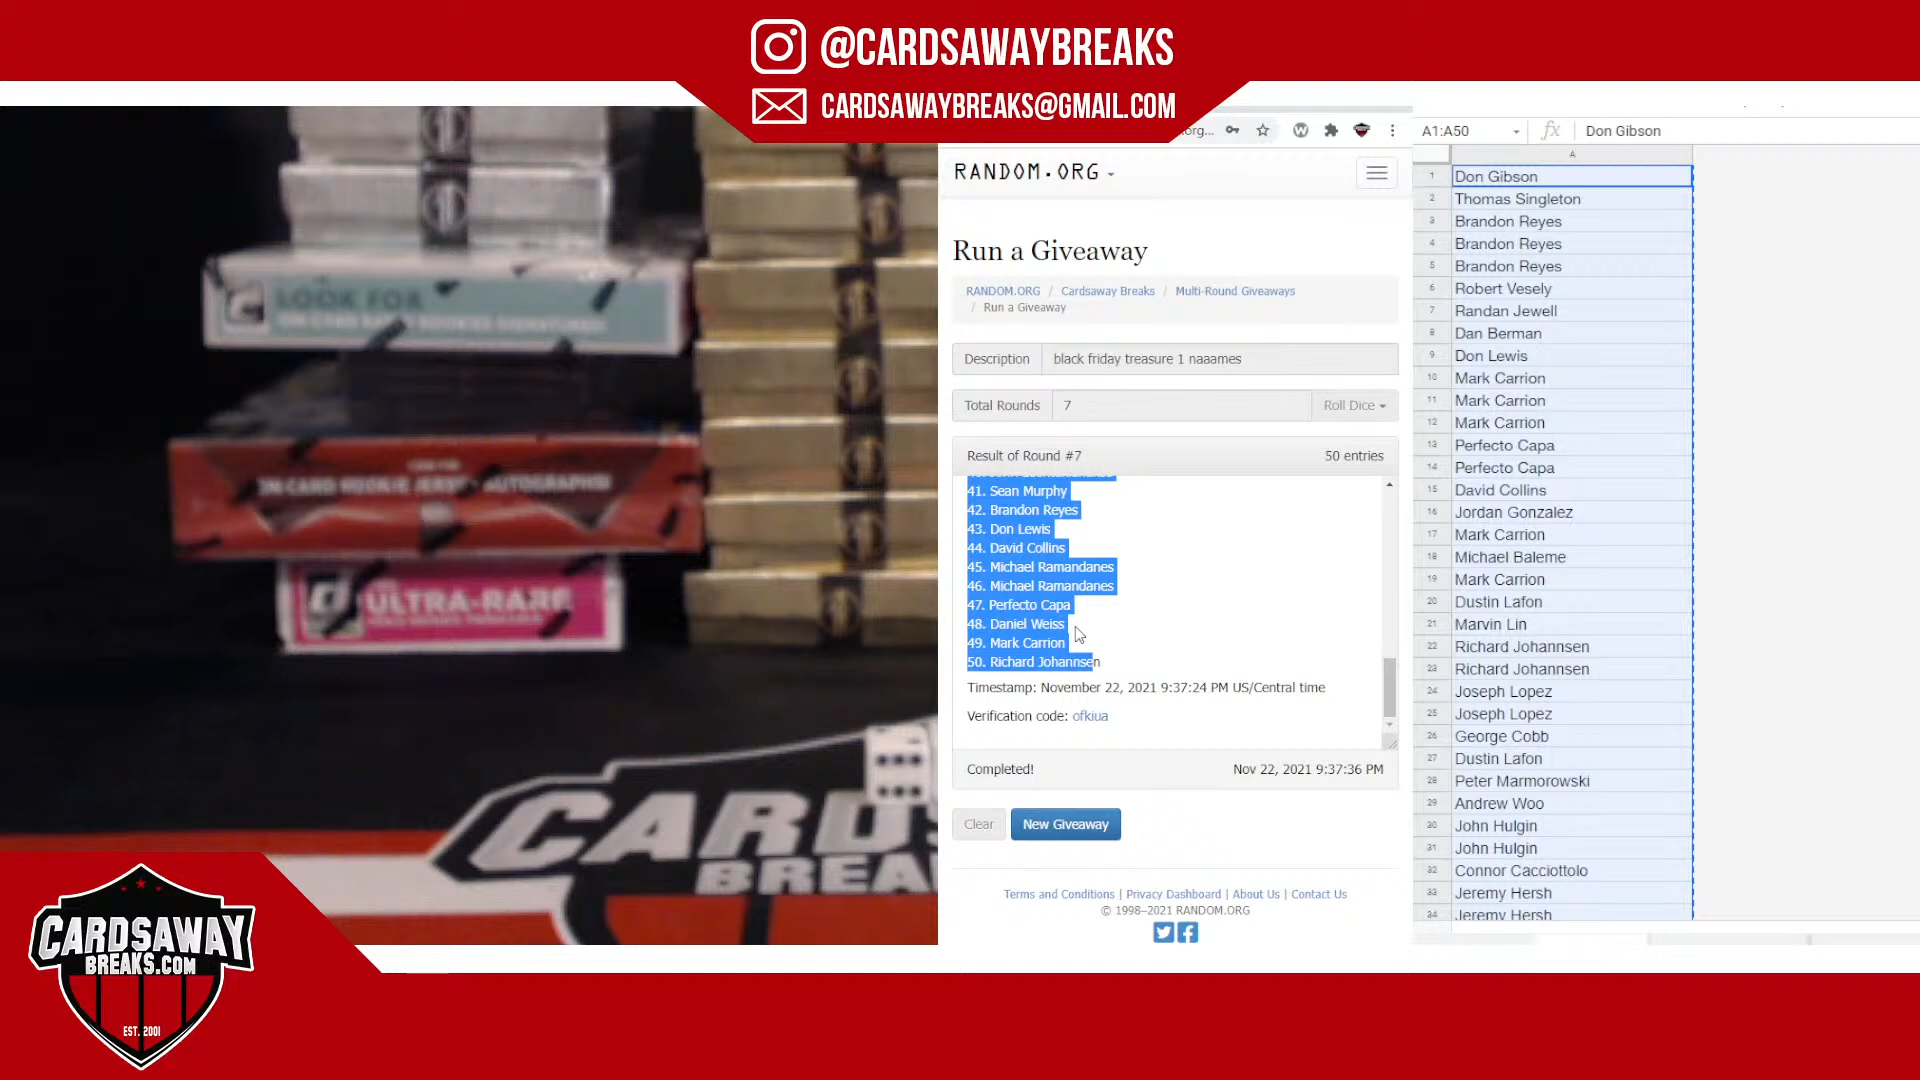 @CARDSAWAYBREAKS
CARDSAWAYBREAKS@GMAIL.COM
.org...
RANDOM.ORG
Run a Giveaway
RANDOM.ORG / Cardsaway Breaks / Multi-Round Giveaways
/ Run a Giveaway
Description black friday treasure 1 naaames
Total Rounds 7 Roll Dice
Result of Round #7 50 entries
41. Sean Murphy
42. Brandon Reyes
43. Don Lewis
44. David Collins
45. Michael Ramandanes
46. Michael Ramandanes
47. Perfecto Capa
48. Daniel Weiss
49. Mark Carrion
50. Richard Johannsen
Timestamp: November 22, 2021 9:37:24 PM US/Central time
Verification code: ofkiua
Completed! Nov 22, 2021 9:37:36 PM
Clear New Giveaway
Terms and Conditions | Privacy Dashboard | About Us | Contact Us
© 1998–2021 RANDOM.ORG
A1:A50 fx Don Gibson
A
1 Don Gibson
2 Thomas Singleton
3 Brandon Reyes
4 Brandon Reyes
5 Brandon Reyes
6 Robert Vesely
7 Randan Jewell
8 Dan Berman
9 Don Lewis
10 Mark Carrion
11 Mark Carrion
12 Mark Carrion
13 Perfecto Capa
14 Perfecto Capa
15 David Collins
16 Jordan Gonzalez
17 Mark Carrion
18 Michael Baleme
19 Mark Carrion
20 Dustin Lafon
21 Marvin Lin
22 Richard Johannsen
23 Richard Johannsen
24 Joseph Lopez
25 Joseph Lopez
26 George Cobb
27 Dustin Lafon
28 Peter Marmorowski
29 Andrew Woo
30 John Hulgin
31 John Hulgin
32 Connor Cacciottolo
33 Jeremy Hersh
34 Jeremy Hersh
LOOK FOR
ON-CARD ROOKIE JERSEY AUTOGRAPHS!
ULTRA-RARE
CARDS
BREA
CARDSAWAY
BREAKS.COM
EST. 2001